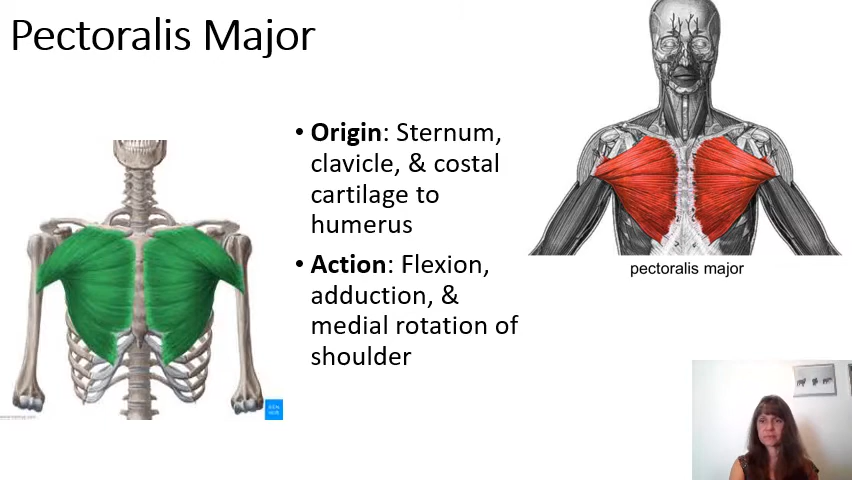 Pectoralis Major
• Origin: Sternum,
clavicle, & costal
cartilage to
humerus
• Action: Flexion,
adduction, &
medial rotation of
shoulder
pectoralis major